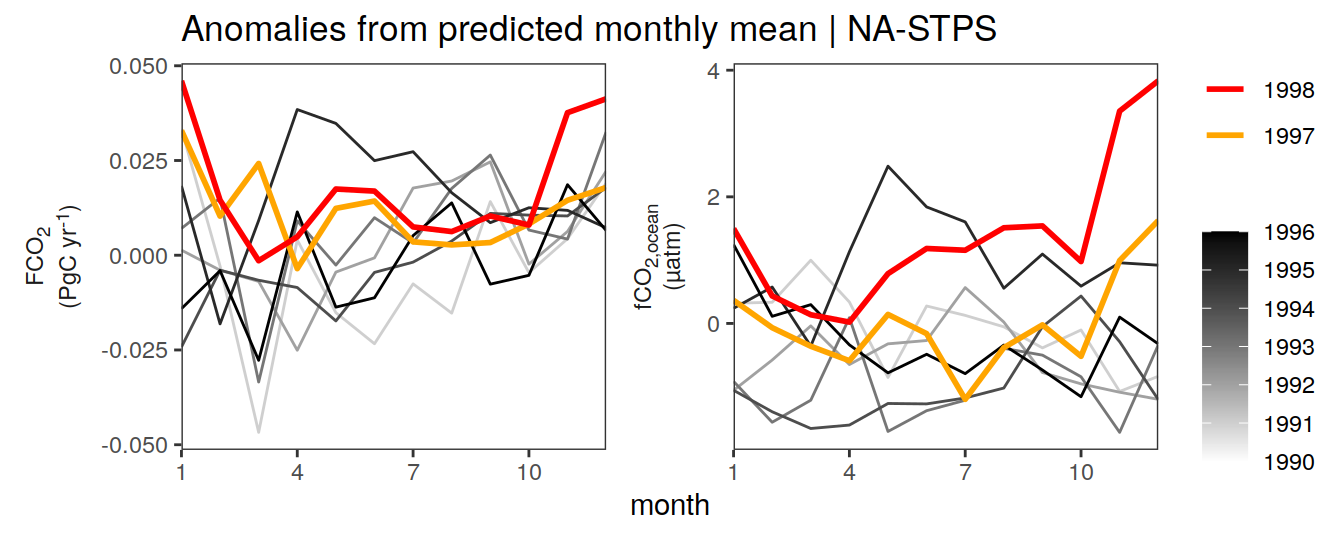 Anomalies from predicted monthly mean | NA-STPS
FCO₂
(PgC yr⁻¹)
0.050
0.025
0.000
-0.025
-0.050
1 4 7 10
fCO₂,ocean
(µatm)
4
2
0
1 4 7 10
month
1998
1997
1996
1995
1994
1993
1992
1991
1990